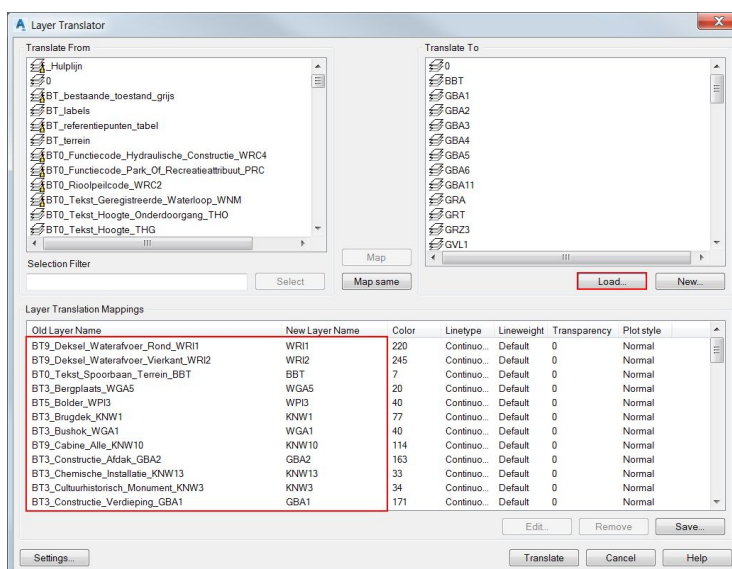 Layer Translator
Translate From
_Hulplijn
0
BT_bestaande_toestand_grijs
BT_labels
BT_referentiepunten_tabel
BT_terrein
BT0_Functiecode_Hydraulische_Constructie_WRC4
BT0_Functiecode_Park_Of_Recreatieattribuut_PRC
BT0_Rioolpeilcode_WRC2
BT0_Tekst_Geregistreerde_Waterloop_WNM
BT0_Tekst_Hoogte_Onderdoorgang_THO
BT0_Tekst_Hoogte_THG
Selection Filter
Select
Map
Map same
Translate To
0
BBT
GBA1
GBA2
GBA3
GBA4
GBA5
GBA6
GBA11
GRA
GRT
GRZ3
GVL1
Load...
New...
Layer Translation Mappings
Old Layer Name New Layer Name Color Linetype Lineweight Transparency Plot style
BT9_Deksel_Waterafvoer_Rond_WRI1 WRI1 220 Continuo... Default 0 Normal
BT9_Deksel_Waterafvoer_Vierkant_WRI2 WRI2 245 Continuo... Default 0 Normal
BT0_Tekst_Spoorbaan_Terrein_BBT BBT 7 Continuo... Default 0 Normal
BT3_Bergplaats_WGA5 WGA5 20 Continuo... Default 0 Normal
BT5_Bolder_WPI3 WPI3 40 Continuo... Default 0 Normal
BT3_Brugdek_KNW1 KNW1 77 Continuo... Default 0 Normal
BT3_Bushok_WGA1 WGA1 40 Continuo... Default 0 Normal
BT9_Cabine_Alle_KNW10 KNW10 114 Continuo... Default 0 Normal
BT3_Constructie_Afdak_GBA2 GBA2 163 Continuo... Default 0 Normal
BT3_Chemische_Installatie_KNW13 KNW13 33 Continuo... Default 0 Normal
BT3_Cultuurhistorisch_Monument_KNW3 KNW3 34 Continuo... Default 0 Normal
BT3_Constructie_Verdieping_GBA1 GBA1 171 Continuo... Default 0 Normal
Edit... Remove Save...
Settings... Translate Cancel Help